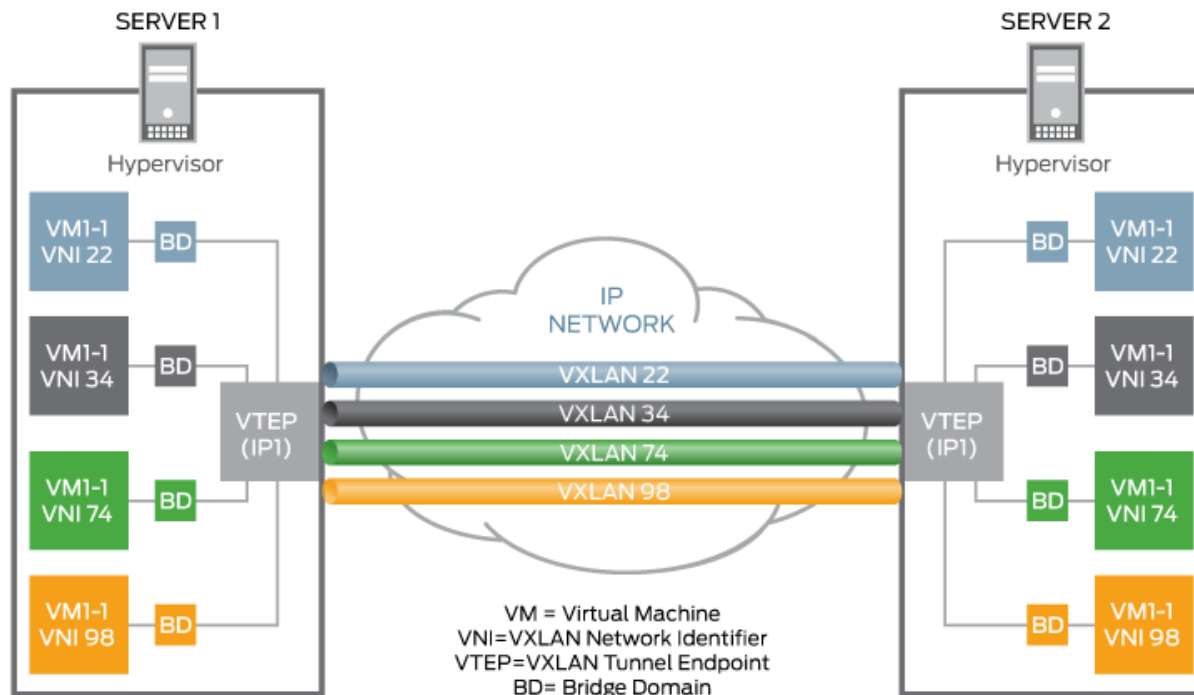 SERVER 1
SERVER 2
Hypervisor
Hypervisor
VM1-1
VNI 22
BD
VM1-1
VNI 34
BD
VM1-1
VNI 74
BD
VM1-1
VNI 98
BD
VTEP
(IP1)
IP
NETWORK
VXLAN 22
VXLAN 34
VXLAN 74
VXLAN 98
VTEP
(IP1)
BD
VM1-1
VNI 22
BD
VM1-1
VNI 34
BD
VM1-1
VNI 74
BD
VM1-1
VNI 98
VM = Virtual Machine
VNI=VXLAN Network Identifier
VTEP=VXLAN Tunnel Endpoint
BD= Bridge Domain